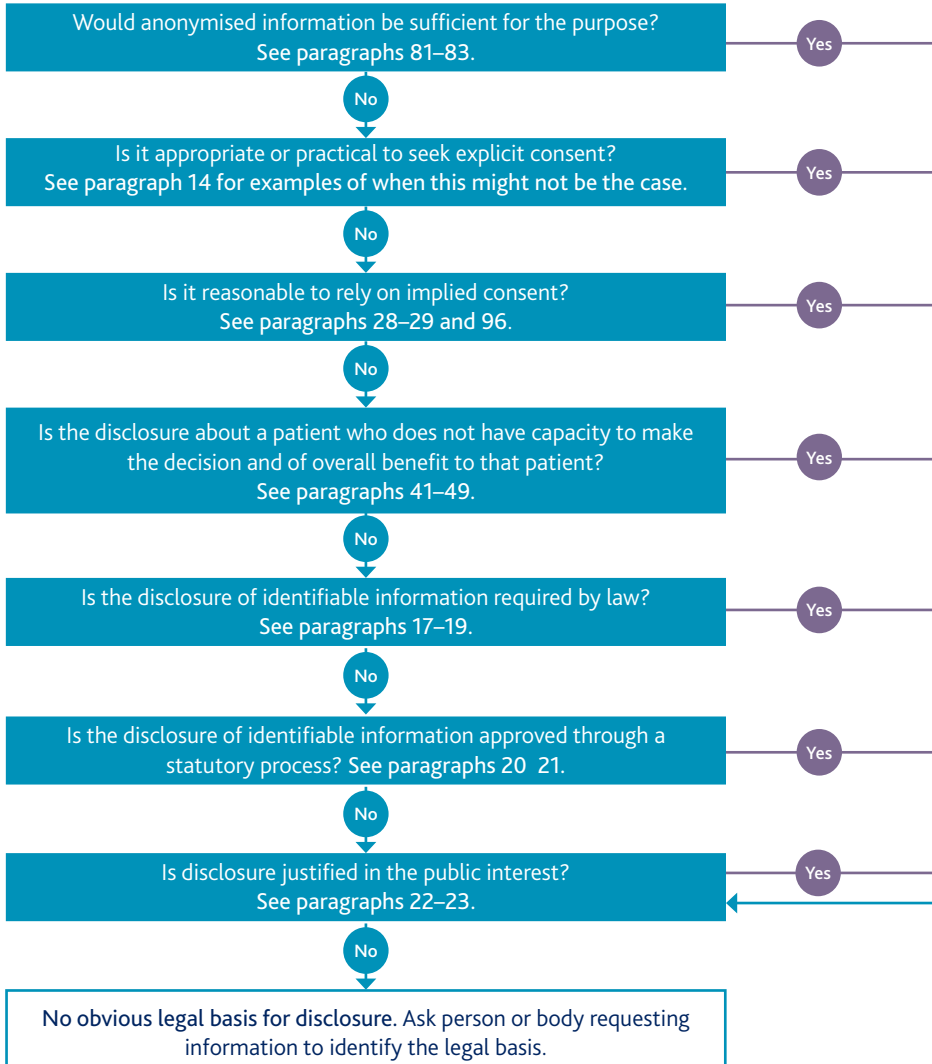 Would anonymised information be sufficient for the purpose?
See paragraphs 81–83.
Yes
No
Is it appropriate or practical to seek explicit consent?
See paragraph 14 for examples of when this might not be the case.
Yes
No
Is it reasonable to rely on implied consent?
See paragraphs 28–29 and 96.
Yes
No
Is the disclosure about a patient who does not have capacity to make
the decision and of overall benefit to that patient?
See paragraphs 41–49.
Yes
No
Is the disclosure of identifiable information required by law?
See paragraphs 17–19.
Yes
No
Is the disclosure of identifiable information approved through a
statutory process? See paragraphs 20 21.
Yes
No
Is disclosure justified in the public interest?
See paragraphs 22–23.
Yes
No
No obvious legal basis for disclosure. Ask person or body requesting
information to identify the legal basis.